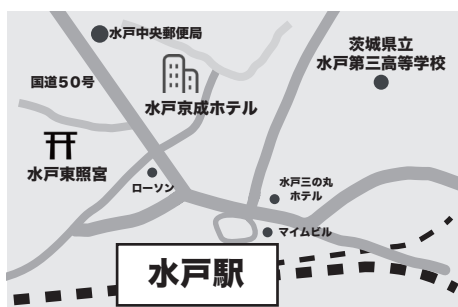 水戸中央郵便局
茨城県立
水戸第三高等学校
国道50号
水戸京成ホテル
水戸東照宮
ローソン
水戸三の丸
ホテル
マイムビル
水戸駅